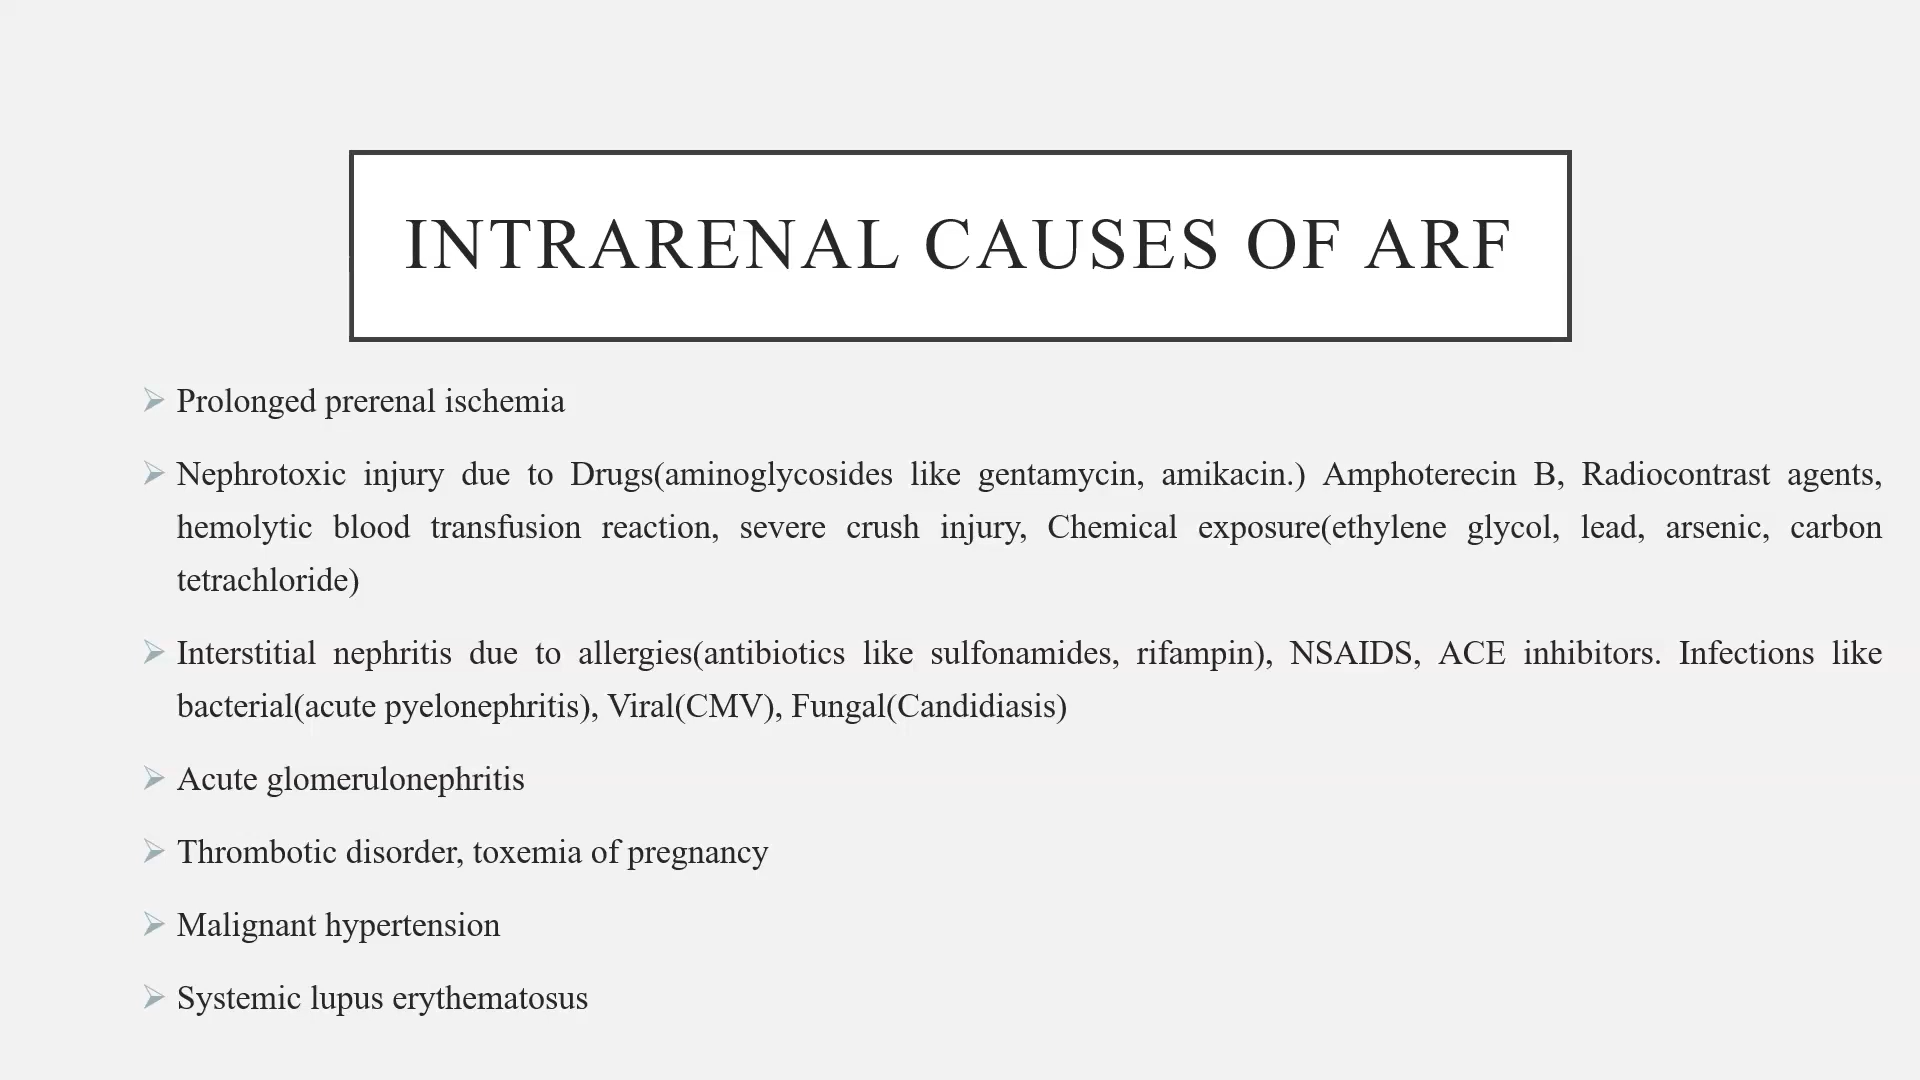 INTRARENAL CAUSES OF ARF
Prolonged prerenal ischemia
Nephrotoxic injury due to Drugs(aminoglycosides like gentamycin, amikacin.) Amphoterecin B, Radiocontrast agents,
hemolytic blood transfusion reaction, severe crush injury, Chemical exposure(ethylene glycol, lead, arsenic, carbon
tetrachloride)
Interstitial nephritis due to allergies(antibiotics like sulfonamides, rifampin), NSAIDS, ACE inhibitors. Infections like
bacterial(acute pyelonephritis), Viral(CMV), Fungal(Candidiasis)
Acute glomerulonephritis
Thrombotic disorder, toxemia of pregnancy
Malignant hypertension
Systemic lupus erythematosus